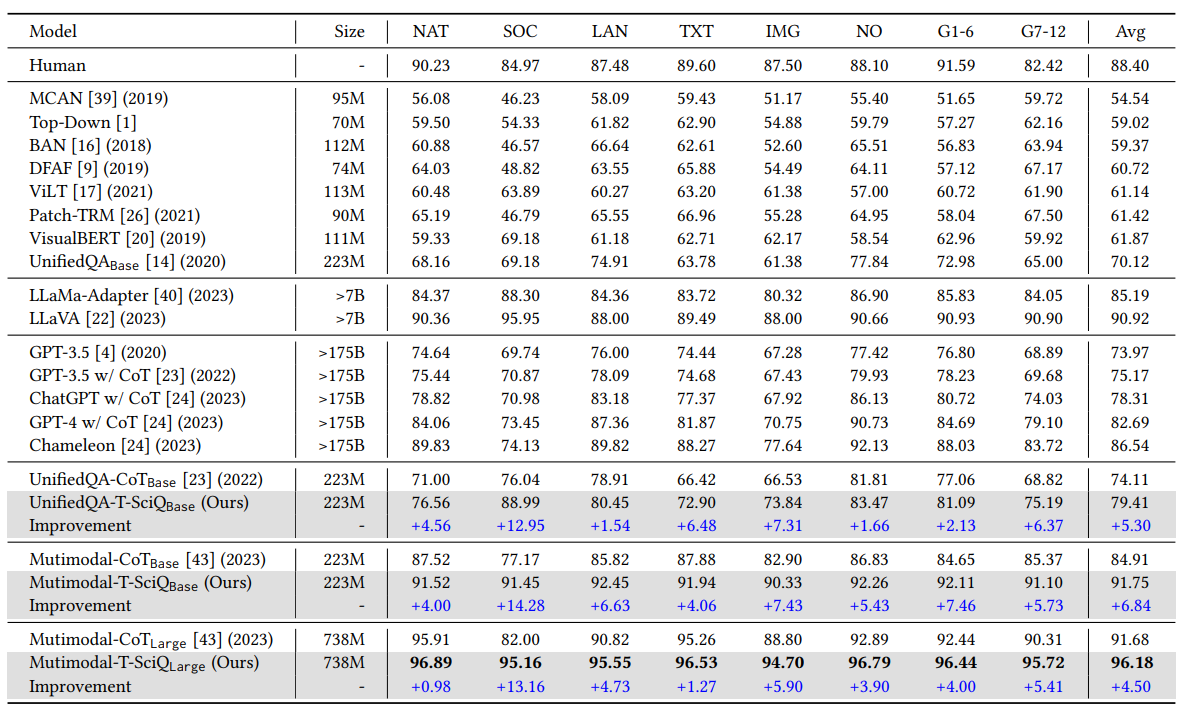 Model Size NAT SOC LAN TXT IMG NO G1-6 G7-12 Avg
Human - 90.23 84.97 87.48 89.60 87.50 88.10 91.59 82.42 88.40
MCAN [39] (2019) 95M 56.08 46.23 58.09 59.43 51.17 55.40 51.65 59.72 54.54
Top-Down [1] 70M 59.50 54.33 61.82 62.90 54.88 59.79 57.27 62.16 59.02
BAN [16] (2018) 112M 60.88 46.57 66.64 62.61 52.60 65.51 56.83 63.94 59.37
DFAF [9] (2019) 74M 64.03 48.82 63.55 65.88 54.49 64.11 57.12 67.17 60.72
ViLT [17] (2021) 113M 60.48 63.89 60.27 63.20 61.38 57.00 60.72 61.90 61.14
Patch-TRM [26] (2021) 90M 65.19 46.79 65.55 66.96 55.28 64.95 58.04 67.50 61.42
VisualBERT [20] (2019) 111M 59.33 69.18 61.18 62.71 62.17 58.54 62.96 59.92 61.87
UnifiedQABase [14] (2020) 223M 68.16 69.18 74.91 63.78 61.38 77.84 72.98 65.00 70.12
LLaMa-Adapter [40] (2023) >7B 84.37 88.30 84.36 83.72 80.32 86.90 85.83 84.05 85.19
LLaVA [22] (2023) >7B 90.36 95.95 88.00 89.49 88.00 90.66 90.93 90.90 90.92
GPT-3.5 [4] (2020) >175B 74.64 69.74 76.00 74.44 67.28 77.42 76.80 68.89 73.97
GPT-3.5 w/ CoT [23] (2022) >175B 75.44 70.87 78.09 74.68 67.43 79.93 78.23 69.68 75.17
ChatGPT w/ CoT [24] (2023) >175B 78.82 70.98 83.18 77.37 67.92 86.13 80.72 74.03 78.31
GPT-4 w/ CoT [24] (2023) >175B 84.06 73.45 87.36 81.87 70.75 90.73 84.69 79.10 82.69
Chameleon [24] (2023) >175B 89.83 74.13 89.82 88.27 77.64 92.13 88.03 83.72 86.54
UnifiedQA-CoTBase [23] (2022) 223M 71.00 76.04 78.91 66.42 66.53 81.81 77.06 68.82 74.11
UnifiedQA-T-SciQBase (Ours) 223M 76.56 88.99 80.45 72.90 73.84 83.47 81.09 75.19 79.41
Improvement - +4.56 +12.95 +1.54 +6.48 +7.31 +1.66 +2.13 +6.37 +5.30
Mutimodal-CoTBase [43] (2023) 223M 87.52 77.17 85.82 87.88 82.90 86.83 84.65 85.37 84.91
Mutimodal-T-SciQBase (Ours) 223M 91.52 91.45 92.45 91.94 90.33 92.26 92.11 91.10 91.75
Improvement - +4.00 +14.28 +6.63 +4.06 +7.43 +5.43 +7.46 +5.73 +6.84
Mutimodal-CoTLarge [43] (2023) 738M 95.91 82.00 90.82 95.26 88.80 92.89 92.44 90.31 91.68
Mutimodal-T-SciQLarge (Ours) 738M 96.89 95.16 95.55 96.53 94.70 96.79 96.44 95.72 96.18
Improvement - +0.98 +13.16 +4.73 +1.27 +5.90 +3.90 +4.00 +5.41 +4.50